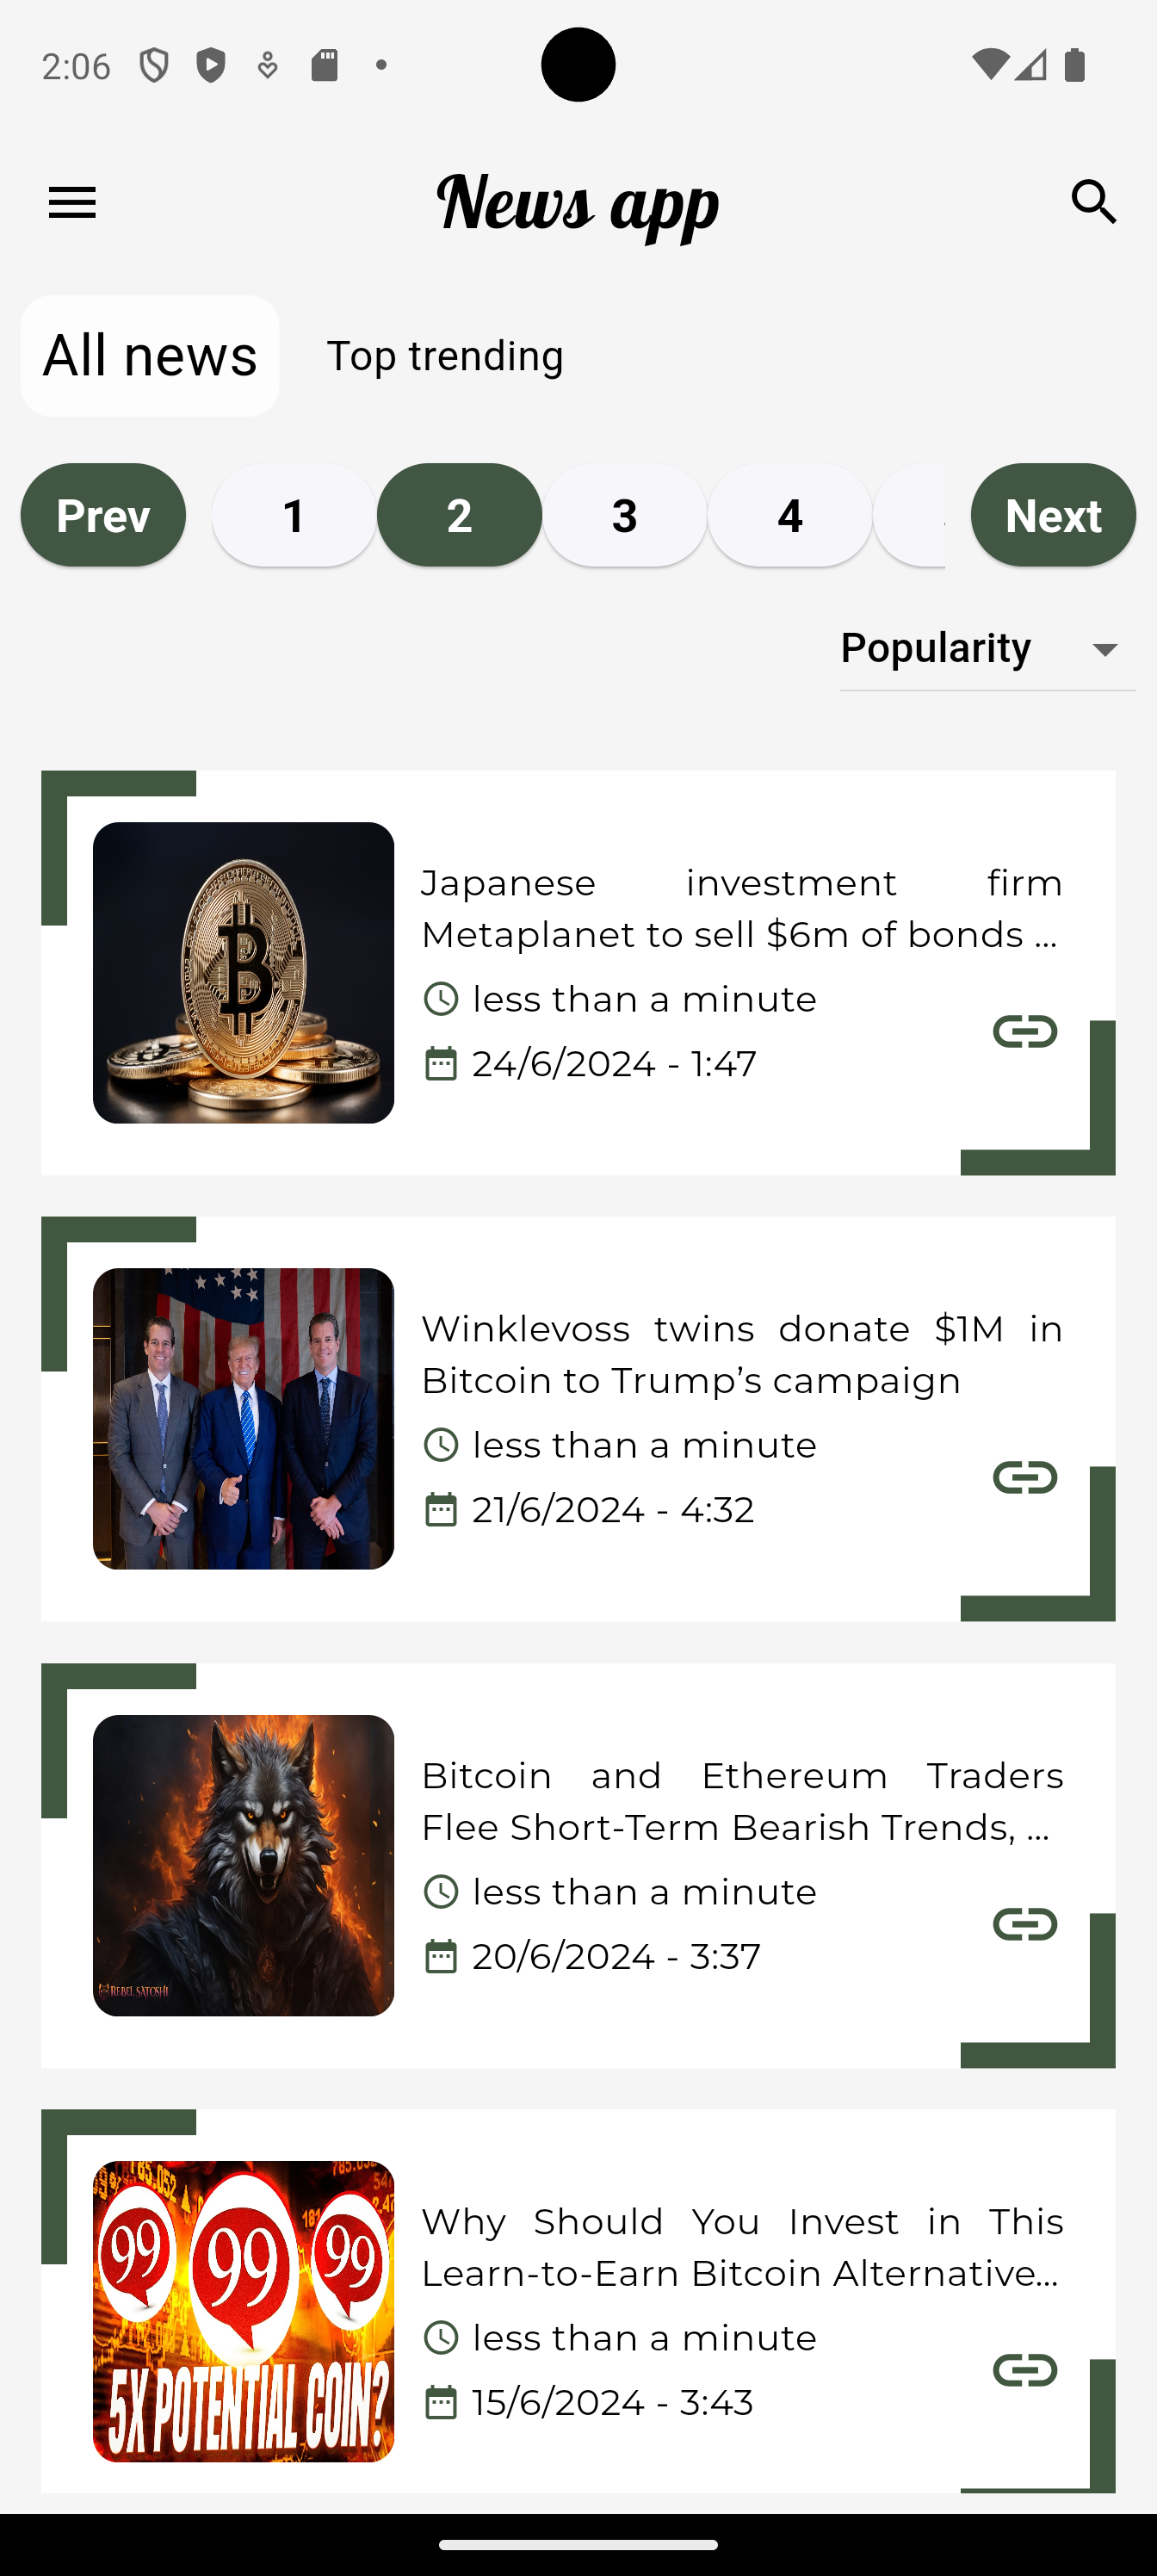 2:06
News app
All news
Top trending
Prev
1
2
3
4
Next
Popularity
Japanese investment firm
Metaplanet to sell $6m of bonds ...
less than a minute
24/6/2024 - 1:47
Winklevoss twins donate $1M in
Bitcoin to Trump’s campaign
less than a minute
21/6/2024 - 4:32
Bitcoin and Ethereum Traders
Flee Short-Term Bearish Trends, ...
less than a minute
20/6/2024 - 3:37
REBEL SATOSHI
Why Should You Invest in This
Learn-to-Earn Bitcoin Alternative...
less than a minute
15/6/2024 - 3:43
99
99
99
5X POTENTIAL COIN?